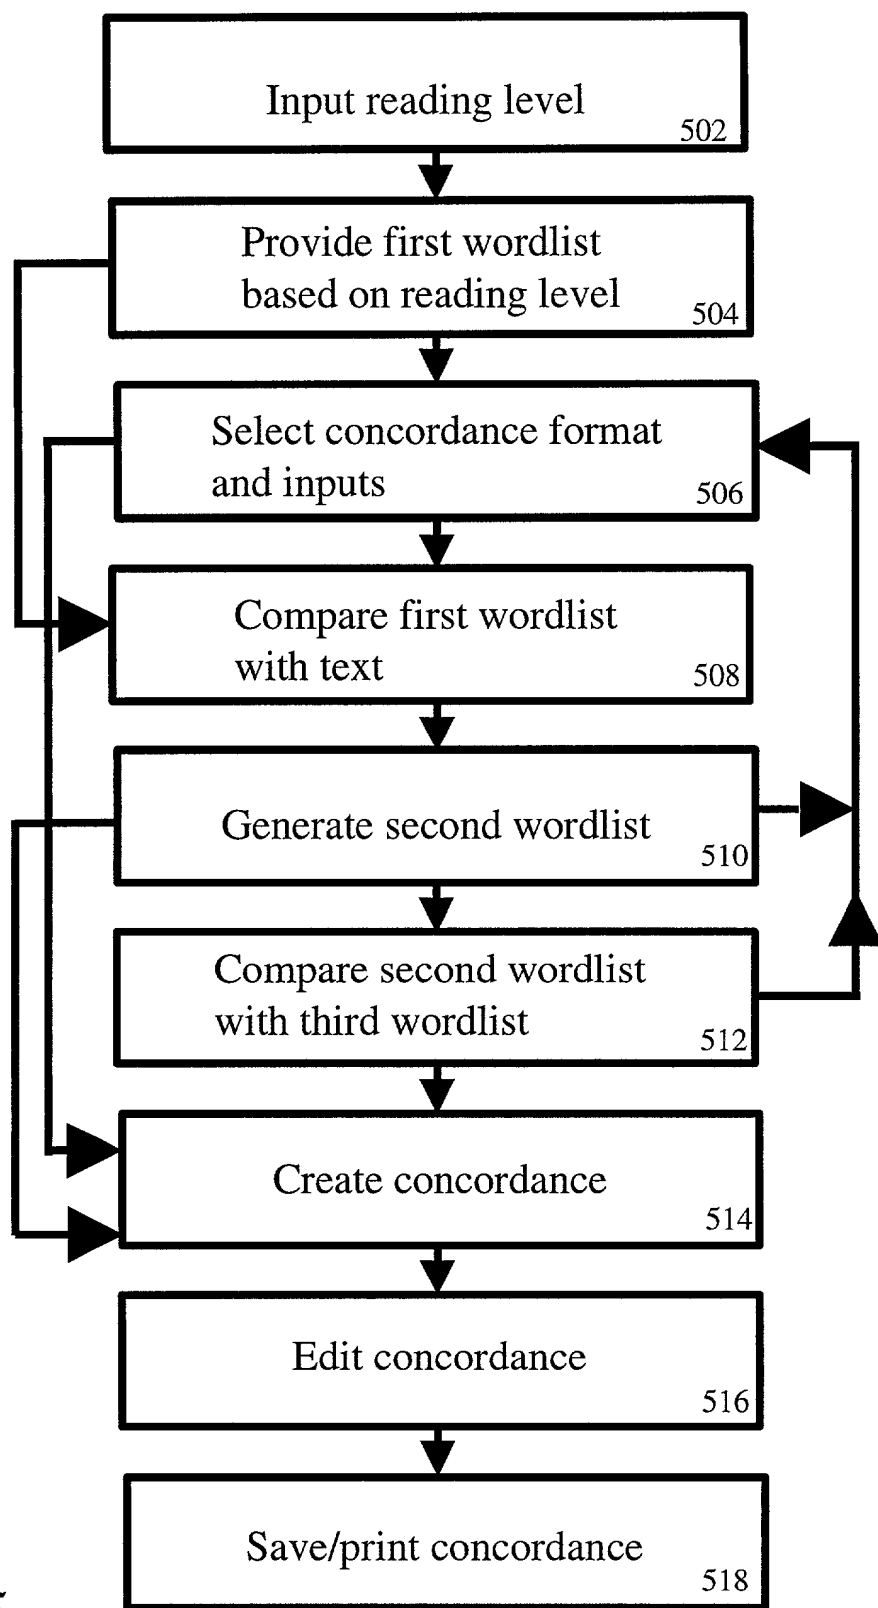 Input reading level
502
Provide first wordlist
based on reading level
504
Select concordance format
and inputs
506
Compare first wordlist
with text
508
Generate second wordlist
510
Compare second wordlist
with third wordlist
512
Create concordance
514
Edit concordance
516
Save/print concordance
518